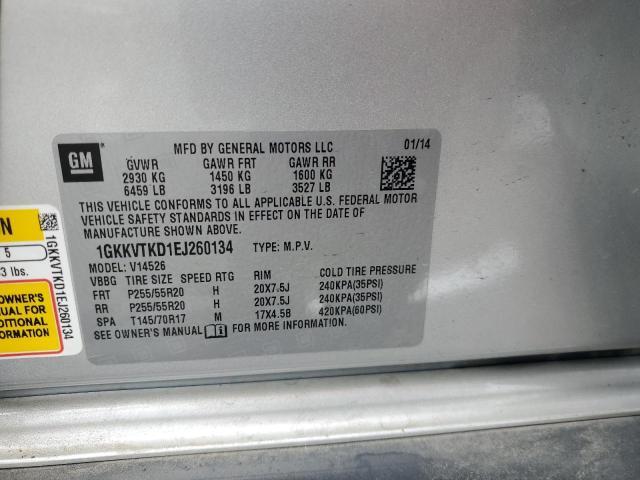 GM
MFD BY GENERAL MOTORS LLC 01/14
GVWR GAWR FRT GAWR RR
2930 KG 1450 KG 1600 KG
6459 LB 3196 LB 3527 LB
THIS VEHICLE CONFORMS TO ALL APPLICABLE U.S. FEDERAL MOTOR
VEHICLE SAFETY STANDARDS IN EFFECT ON THE DATE OF
MANUFACTURE SHOWN ABOVE.
1GKKVTKD1EJ260134 TYPE: M.P.V.
MODEL: V14526
VBBG TIRE SIZE SPEED RTG RIM COLD TIRE PRESSURE
FRT P255/55R20 H 20X7.5J 240KPA(35PSI)
RR P255/55R20 H 20X7.5J 240KPA(35PSI)
SPA T145/70R17 M 17X4.5B 420KPA(60PSI)
SEE OWNER'S MANUAL FOR MORE INFORMATION
N
5
3 lbs.
OWNER'S
UAL FOR
DITIONAL
ORMATION
1GKKVTKD1EJ260134